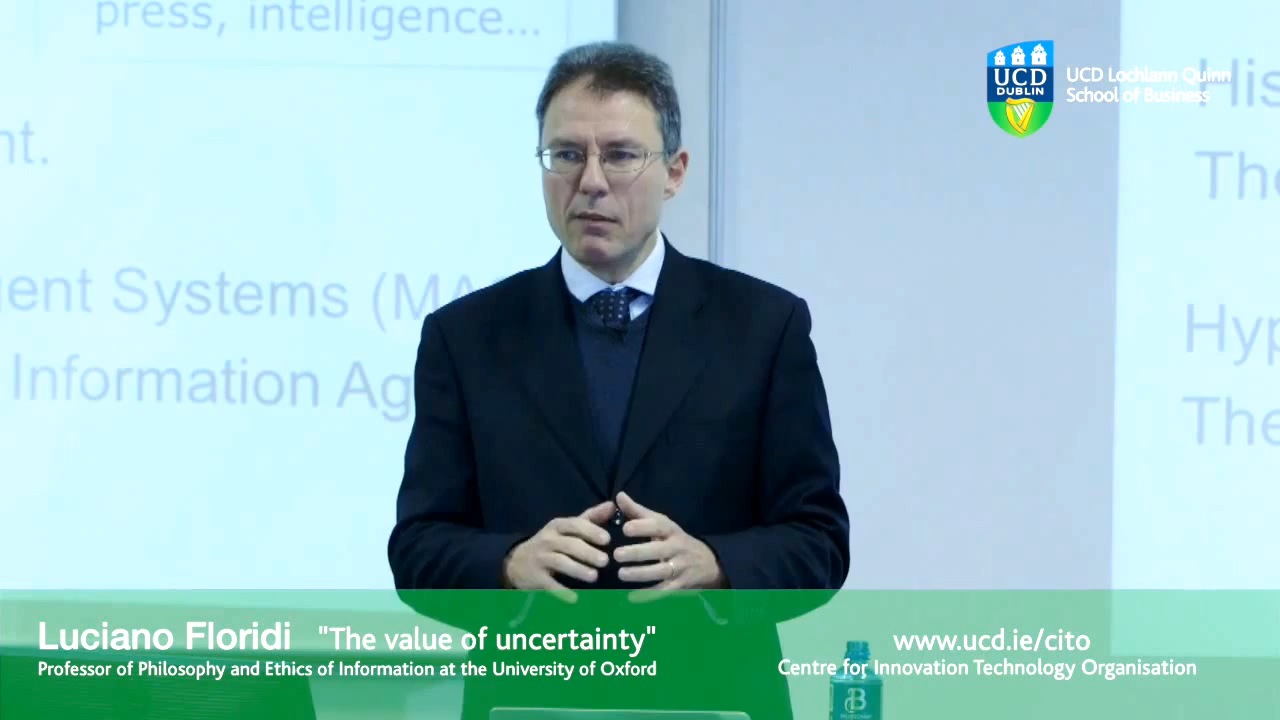 press, intelligence...
nt.
gent Systems (MA
Information Ag
UCD
DUBLIN
UCD Lochlann Quinn
School of Business
His
The
Hyp
The
Luciano Floridi "The value of uncertainty"
Professor of Philosophy and Ethics of Information at the University of Oxford
www.ucd.ie/cito
Centre for Innovation Technology Organisation
B